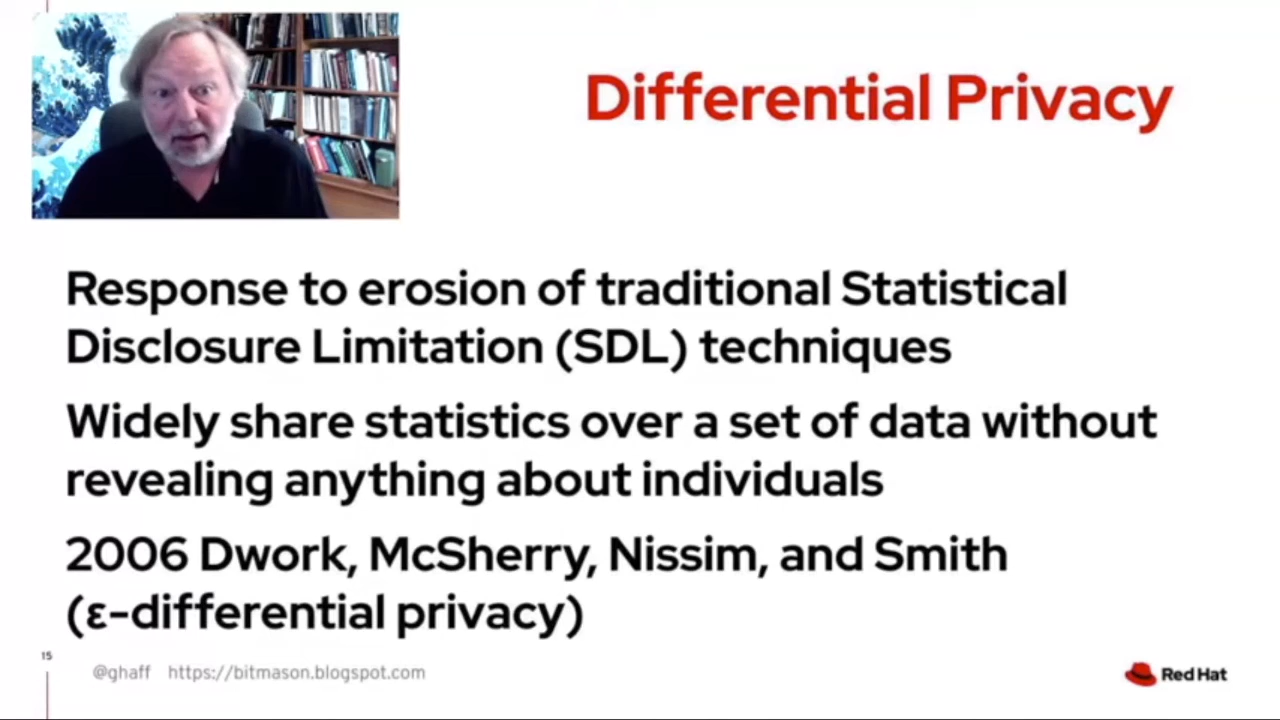 Differential Privacy
Response to erosion of traditional Statistical
Disclosure Limitation (SDL) techniques
Widely share statistics over a set of data without
revealing anything about individuals
2006 Dwork, McSherry, Nissim, and Smith
(ε-differential privacy)
15
@ghaff https://bitmason.blogspot.com
Red Hat